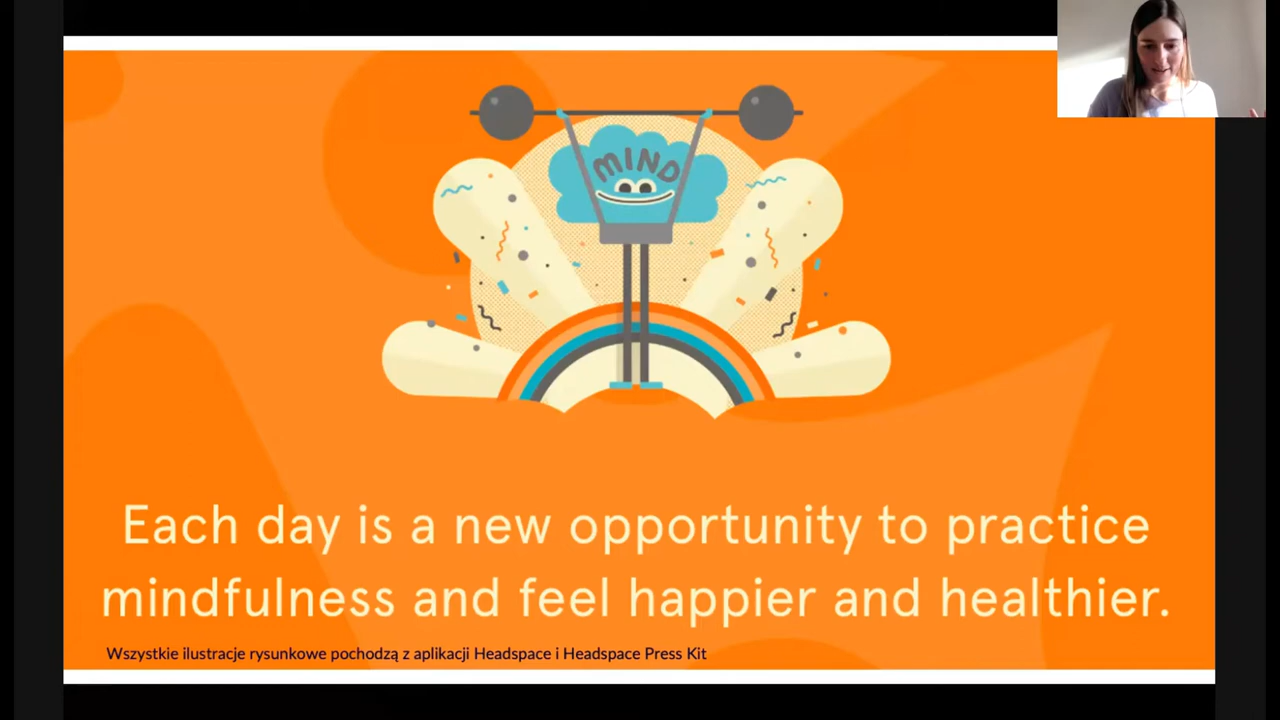 MIND
Each day is a new opportunity to practice
mindfulness and feel happier and healthier.
Wszystkie ilustracje rysunkowe pochodzą z aplikacji Headspace i Headspace Press Kit